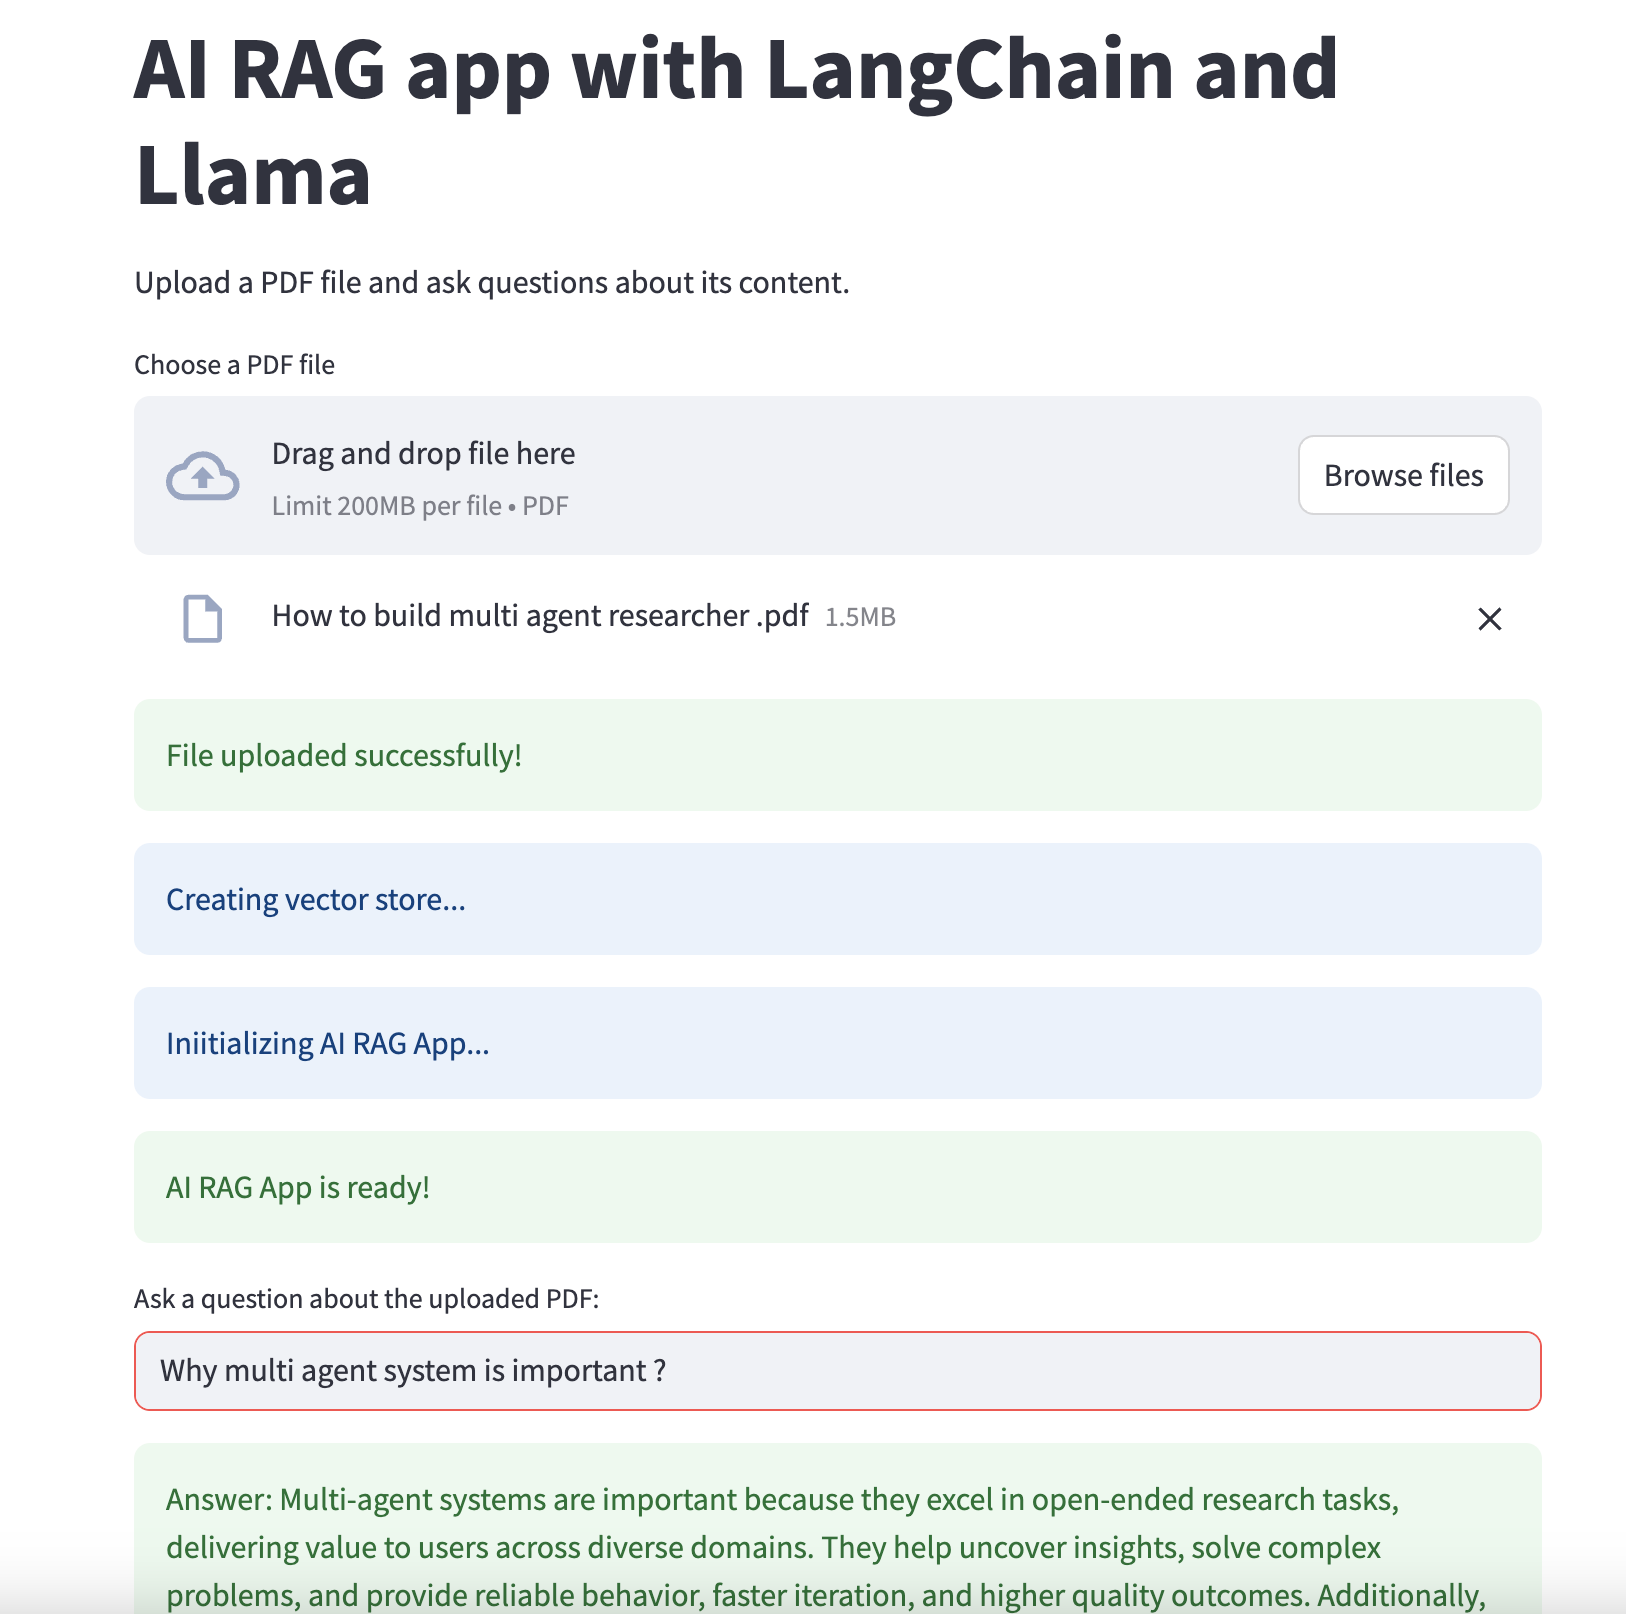 AI RAG app with LangChain and
Llama
Upload a PDF file and ask questions about its content.
Choose a PDF file
Drag and drop file here
Limit 200MB per file • PDF
Browse files
How to build multi agent researcher .pdf 1.5MB
File uploaded successfully!
Creating vector store...
Iniitializing AI RAG App...
AI RAG App is ready!
Ask a question about the uploaded PDF:
Why multi agent system is important ?
Answer: Multi-agent systems are important because they excel in open-ended research tasks,
delivering value to users across diverse domains. They help uncover insights, solve complex
problems, and provide reliable behavior, faster iteration, and higher quality outcomes. Additionally,